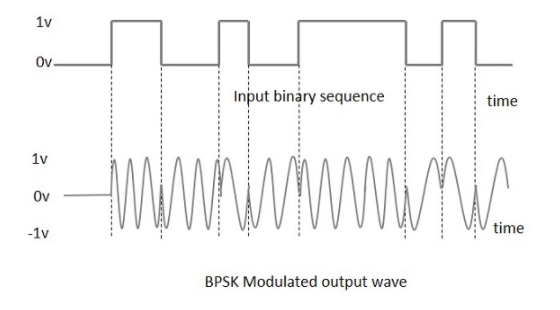 1v
0v
Input binary sequence
time
1v
0v
-1v
time
BPSK Modulated output wave